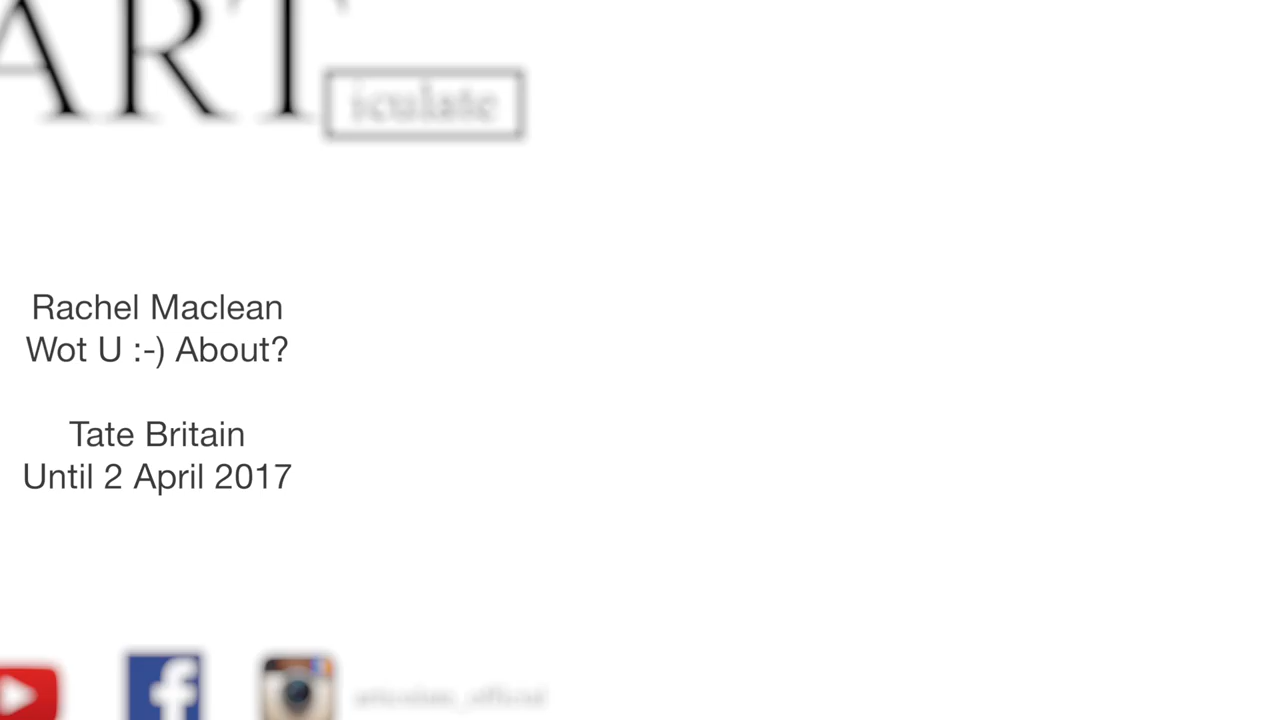 ART
iculate
Rachel Maclean
Wot U :-) About?
Tate Britain
Until 2 April 2017